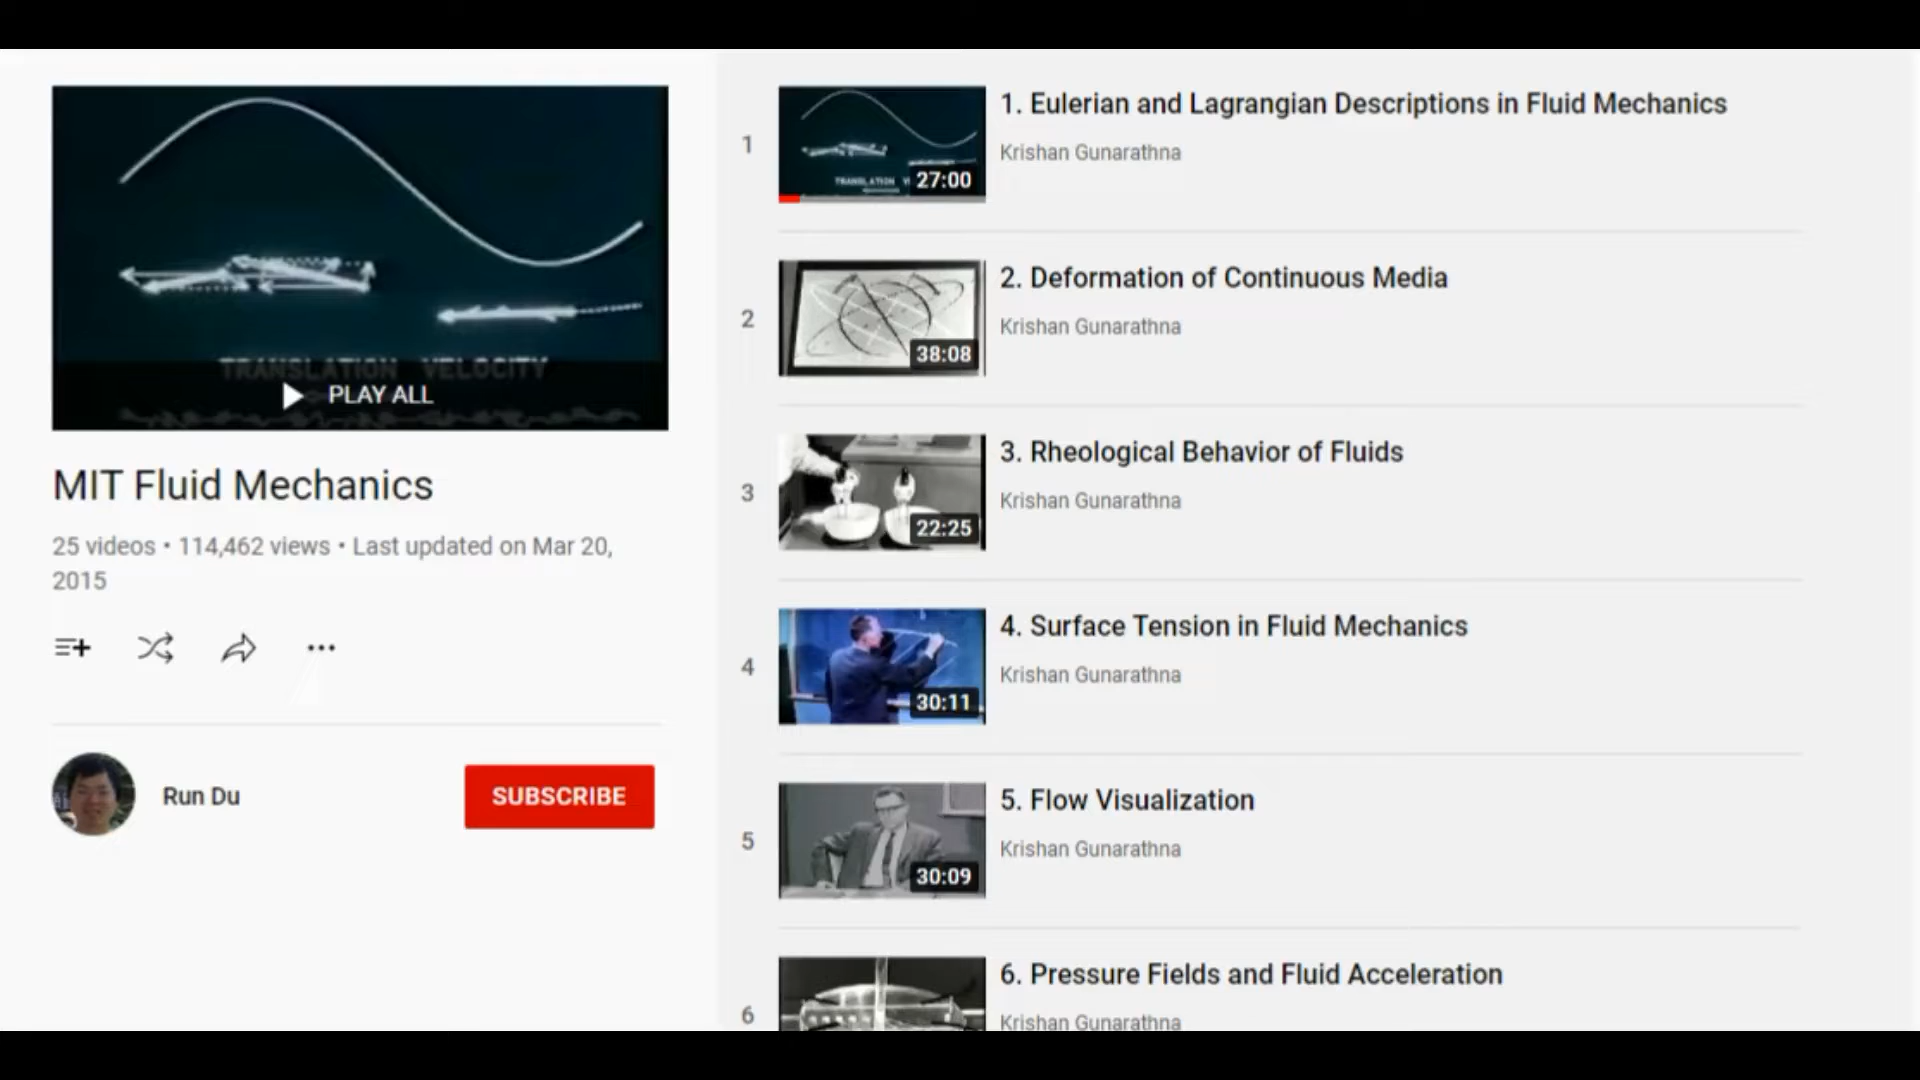 TRANSLATION VELOCITY
PLAY ALL
MIT Fluid Mechanics
25 videos • 114,462 views • Last updated on Mar 20,
2015
Run Du
SUBSCRIBE
1
TRANSLATION
27:00
1. Eulerian and Lagrangian Descriptions in Fluid Mechanics
Krishan Gunarathna
2
38:08
2. Deformation of Continuous Media
Krishan Gunarathna
3
22:25
3. Rheological Behavior of Fluids
Krishan Gunarathna
4
30:11
4. Surface Tension in Fluid Mechanics
Krishan Gunarathna
5
30:09
5. Flow Visualization
Krishan Gunarathna
6
6. Pressure Fields and Fluid Acceleration
Krishan Gunarathna